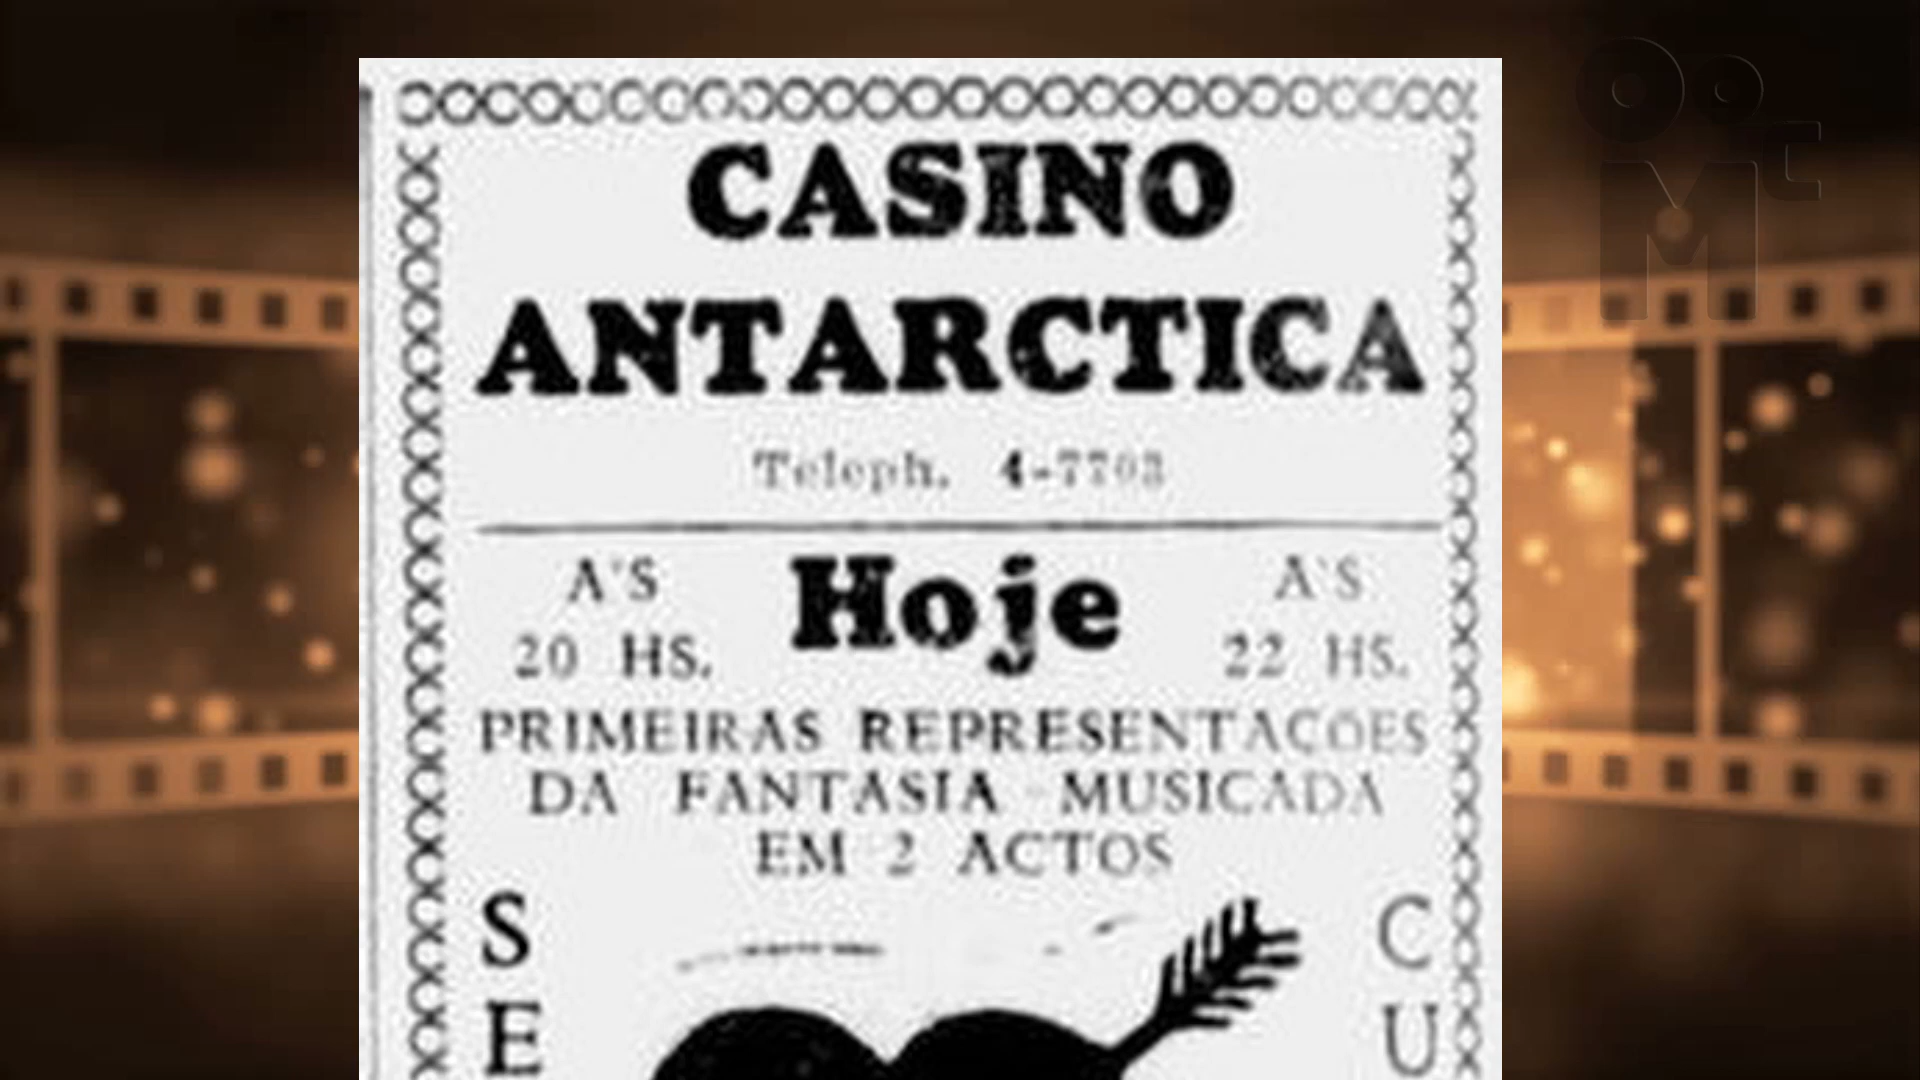 CASINO
ANTARCTICA
Teleph. 4-7703
A'S Hoje A'S
20 HS. 22 HS.
PRIMEIRAS REPRESENTAÇÕES
DA FANTASIA MUSICADA
EM 2 ACTOS
S C
E U